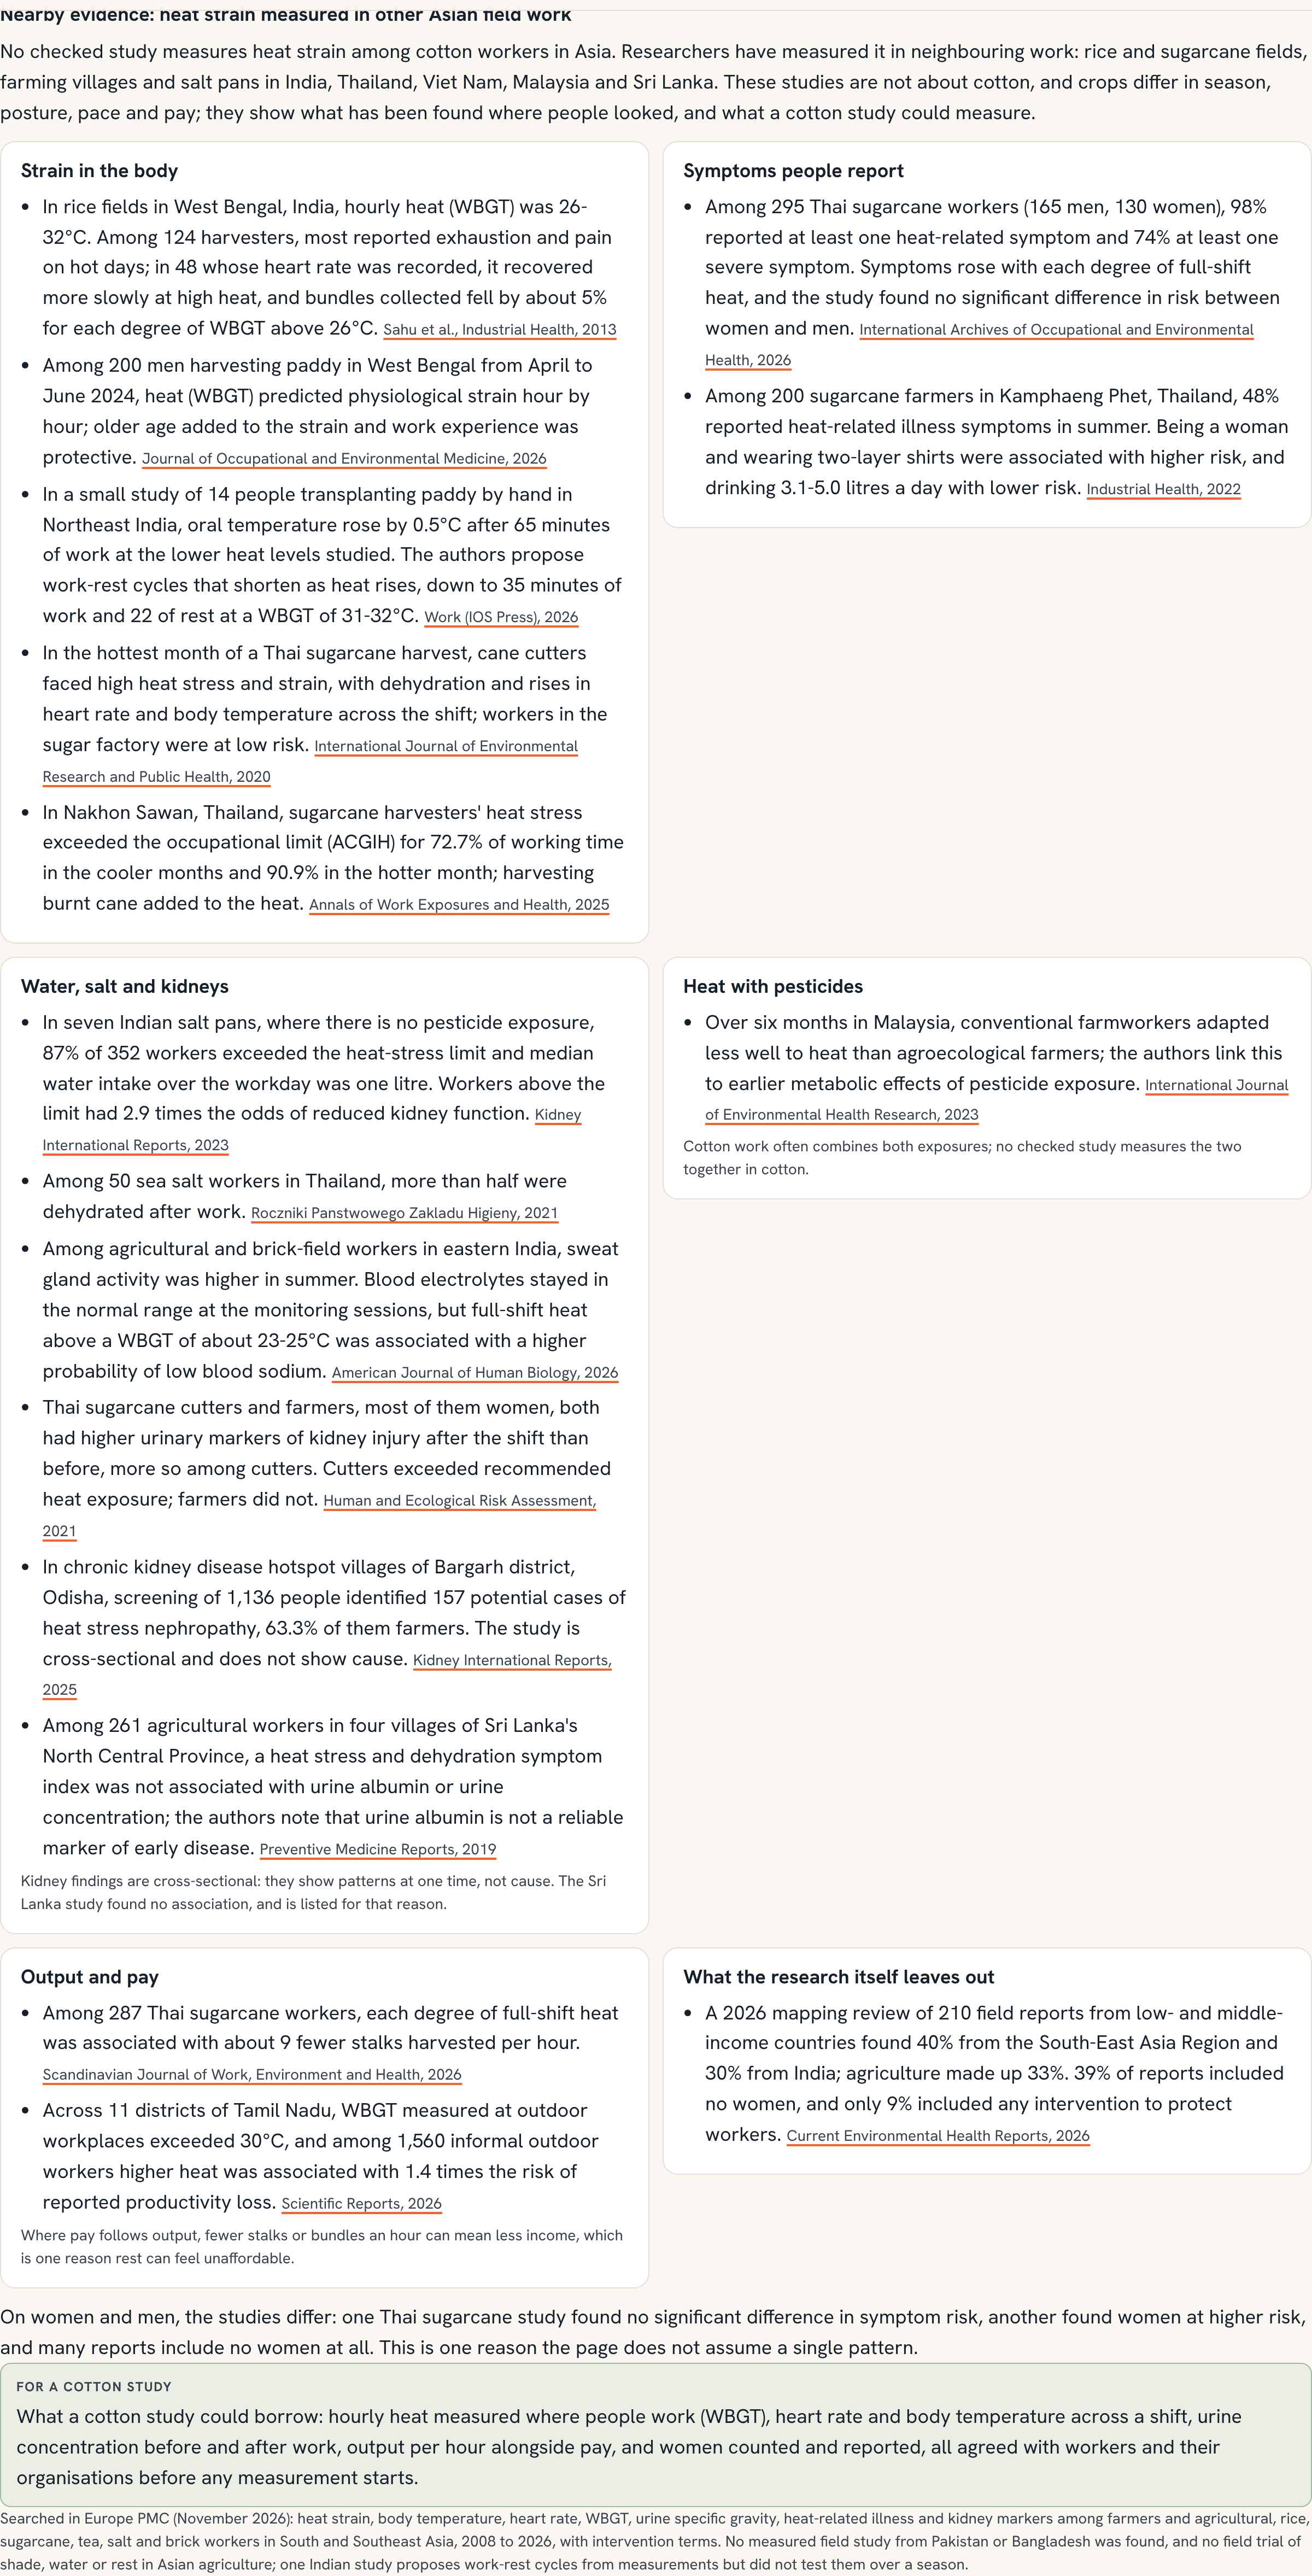 Nearby evidence: heat strain measured in other Asian field work
No checked study measures heat strain among cotton workers in Asia. Researchers have measured it in neighbouring work: rice and sugarcane fields,
farming villages and salt pans in India, Thailand, Viet Nam, Malaysia and Sri Lanka. These studies are not about cotton, and crops differ in season,
posture, pace and pay; they show what has been found where people looked, and what a cotton study could measure.
Strain in the body
• In rice fields in West Bengal, India, hourly heat (WBGT) was 26-
32°C. Among 124 harvesters, most reported exhaustion and pain
on hot days; in 48 whose heart rate was recorded, it recovered
more slowly at high heat, and bundles collected fell by about 5%
for each degree of WBGT above 26°C. Sahu et al., Industrial Health, 2013
• Among 200 men harvesting paddy in West Bengal from April to
June 2024, heat (WBGT) predicted physiological strain hour by
hour; older age added to the strain and work experience was
protective. Journal of Occupational and Environmental Medicine, 2026
• In a small study of 14 people transplanting paddy by hand in
Northeast India, oral temperature rose by 0.5°C after 65 minutes
of work at the lower heat levels studied. The authors propose
work-rest cycles that shorten as heat rises, down to 35 minutes of
work and 22 of rest at a WBGT of 31-32°C. Work (IOS Press), 2026
• In the hottest month of a Thai sugarcane harvest, cane cutters
faced high heat stress and strain, with dehydration and rises in
heart rate and body temperature across the shift; workers in the
sugar factory were at low risk. International Journal of Environmental
Research and Public Health, 2020
• In Nakhon Sawan, Thailand, sugarcane harvesters' heat stress
exceeded the occupational limit (ACGIH) for 72.7% of working time
in the cooler months and 90.9% in the hotter month; harvesting
burnt cane added to the heat. Annals of Work Exposures and Health, 2025
Symptoms people report
• Among 295 Thai sugarcane workers (165 men, 130 women), 98%
reported at least one heat-related symptom and 74% at least one
severe symptom. Symptoms rose with each degree of full-shift
heat, and the study found no significant difference in risk between
women and men. International Archives of Occupational and Environmental
Health, 2026
• Among 200 sugarcane farmers in Kamphaeng Phet, Thailand, 48%
reported heat-related illness symptoms in summer. Being a woman
and wearing two-layer shirts were associated with higher risk, and
drinking 3.1-5.0 litres a day with lower risk. Industrial Health, 2022
Water, salt and kidneys
• In seven Indian salt pans, where there is no pesticide exposure,
87% of 352 workers exceeded the heat-stress limit and median
water intake over the workday was one litre. Workers above the
limit had 2.9 times the odds of reduced kidney function. Kidney
International Reports, 2023
• Among 50 sea salt workers in Thailand, more than half were
dehydrated after work. Roczniki Panstwowego Zakladu Higieny, 2021
• Among agricultural and brick-field workers in eastern India, sweat
gland activity was higher in summer. Blood electrolytes stayed in
the normal range at the monitoring sessions, but full-shift heat
above a WBGT of about 23-25°C was associated with a higher
probability of low blood sodium. American Journal of Human Biology, 2026
• Thai sugarcane cutters and farmers, most of them women, both
had higher urinary markers of kidney injury after the shift than
before, more so among cutters. Cutters exceeded recommended
heat exposure; farmers did not. Human and Ecological Risk Assessment,
2021
• In chronic kidney disease hotspot villages of Bargarh district,
Odisha, screening of 1,136 people identified 157 potential cases of
heat stress nephropathy, 63.3% of them farmers. The study is
cross-sectional and does not show cause. Kidney International Reports,
2025
• Among 261 agricultural workers in four villages of Sri Lanka's
North Central Province, a heat stress and dehydration symptom
index was not associated with urine albumin or urine
concentration; the authors note that urine albumin is not a reliable
marker of early disease. Preventive Medicine Reports, 2019
Kidney findings are cross-sectional: they show patterns at one time, not cause. The Sri
Lanka study found no association, and is listed for that reason.
Heat with pesticides
• Over six months in Malaysia, conventional farmworkers adapted
less well to heat than agroecological farmers; the authors link this
to earlier metabolic effects of pesticide exposure. International Journal
of Environmental Health Research, 2023
Cotton work often combines both exposures; no checked study measures the two
together in cotton.
Output and pay
• Among 287 Thai sugarcane workers, each degree of full-shift heat
was associated with about 9 fewer stalks harvested per hour.
Scandinavian Journal of Work, Environment and Health, 2026
• Across 11 districts of Tamil Nadu, WBGT measured at outdoor
workplaces exceeded 30°C, and among 1,560 informal outdoor
workers higher heat was associated with 1.4 times the risk of
reported productivity loss. Scientific Reports, 2026
Where pay follows output, fewer stalks or bundles an hour can mean less income, which
is one reason rest can feel unaffordable.
What the research itself leaves out
• A 2026 mapping review of 210 field reports from low- and middle-
income countries found 40% from the South-East Asia Region and
30% from India; agriculture made up 33%. 39% of reports included
no women, and only 9% included any intervention to protect
workers. Current Environmental Health Reports, 2026
On women and men, the studies differ: one Thai sugarcane study found no significant difference in symptom risk, another found women at higher risk,
and many reports include no women at all. This is one reason the page does not assume a single pattern.
FOR A COTTON STUDY
What a cotton study could borrow: hourly heat measured where people work (WBGT), heart rate and body temperature across a shift, urine
concentration before and after work, output per hour alongside pay, and women counted and reported, all agreed with workers and their
organisations before any measurement starts.
Searched in Europe PMC (November 2026): heat strain, body temperature, heart rate, WBGT, urine specific gravity, heat-related illness and kidney markers among farmers and agricultural, rice,
sugarcane, tea, salt and brick workers in South and Southeast Asia, 2008 to 2026, with intervention terms. No measured field study from Pakistan or Bangladesh was found, and no field trial of
shade, water or rest in Asian agriculture; one Indian study proposes work-rest cycles from measurements but did not test them over a season.